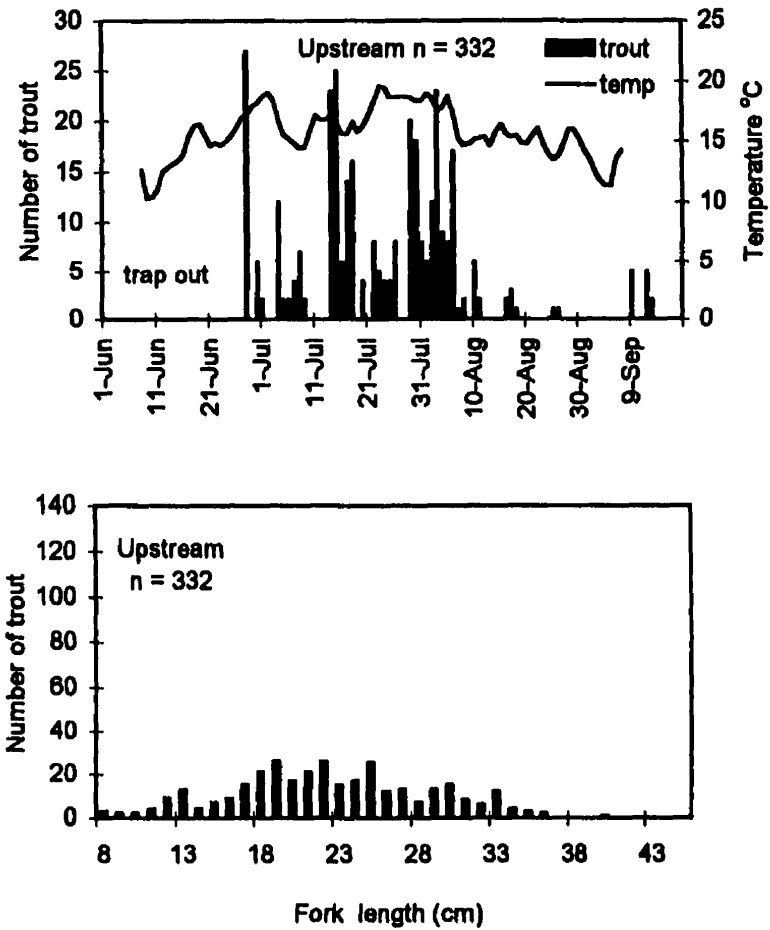 Upstream n = 332
trout
temp
trap out
Number of trout
30
25
20
15
10
5
0
25
20
15
10
5
0
Temperature °C
1-Jun
11-Jun
21-Jun
1-Jul
11-Jul
21-Jul
31-Jul
10-Aug
20-Aug
30-Aug
9-Sep
Number of trout
140
120
100
80
60
40
20
0
Upstream
n = 332
8 13 18 23 28 33 38 43
Fork length (cm)